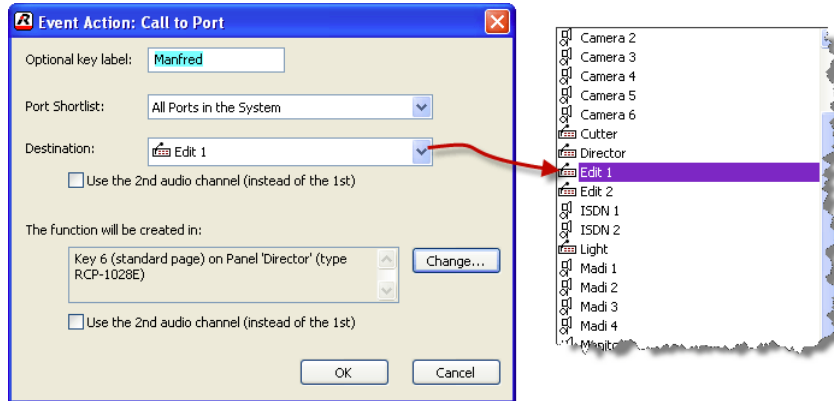 Event Action: Call to Port
Optional key label: Manfred
Port Shortlist: All Ports in the System
Destination: Edit 1
Use the 2nd audio channel (instead of the 1st)
The function will be created in:
Key 6 (standard page) on Panel 'Director' (type
RCP-1028E)
Change...
Use the 2nd audio channel (instead of the 1st)
OK Cancel
Camera 2
Camera 3
Camera 4
Camera 5
Camera 6
Cutter
Director
Edit 1
Edit 2
ISDN 1
ISDN 2
Light
Madi 1
Madi 2
Madi 3
Madi 4